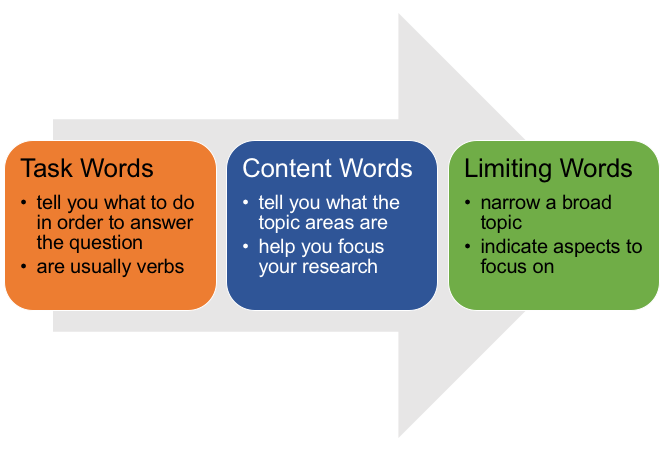 Task Words
• tell you what to do
in order to answer
the question
• are usually verbs
Content Words
• tell you what the
topic areas are
• help you focus
your research
Limiting Words
• narrow a broad
topic
• indicate aspects to
focus on